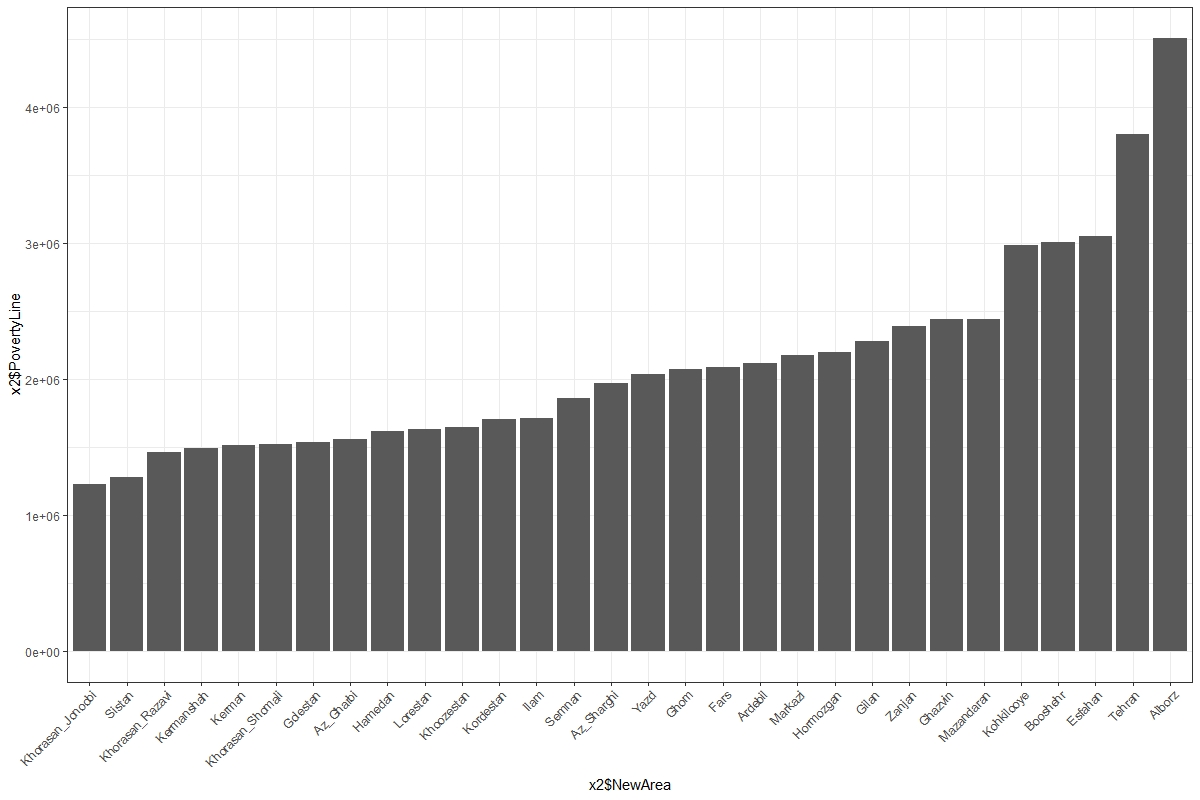 x2$PovertyLine
4e+06
3e+06
2e+06
1e+06
0e+00
Khorasan_Jonoobi
Sistan
Khorasan_Razavi
Kermanshah
Kerman
Khorasan_Shomali
Golestan
Az_Gharbi
Hamedan
Lorestan
Khoozestan
Kordestan
Ilam
Semnan
Az_Sharghi
Yazd
Ghom
Fars
Ardebil
Markazi
Hormozgan
Gilan
Zanjan
Ghazvin
Mazandaran
Kohkilooye
Booshehr
Esfahan
Tehran
Alborz
x2$NewArea